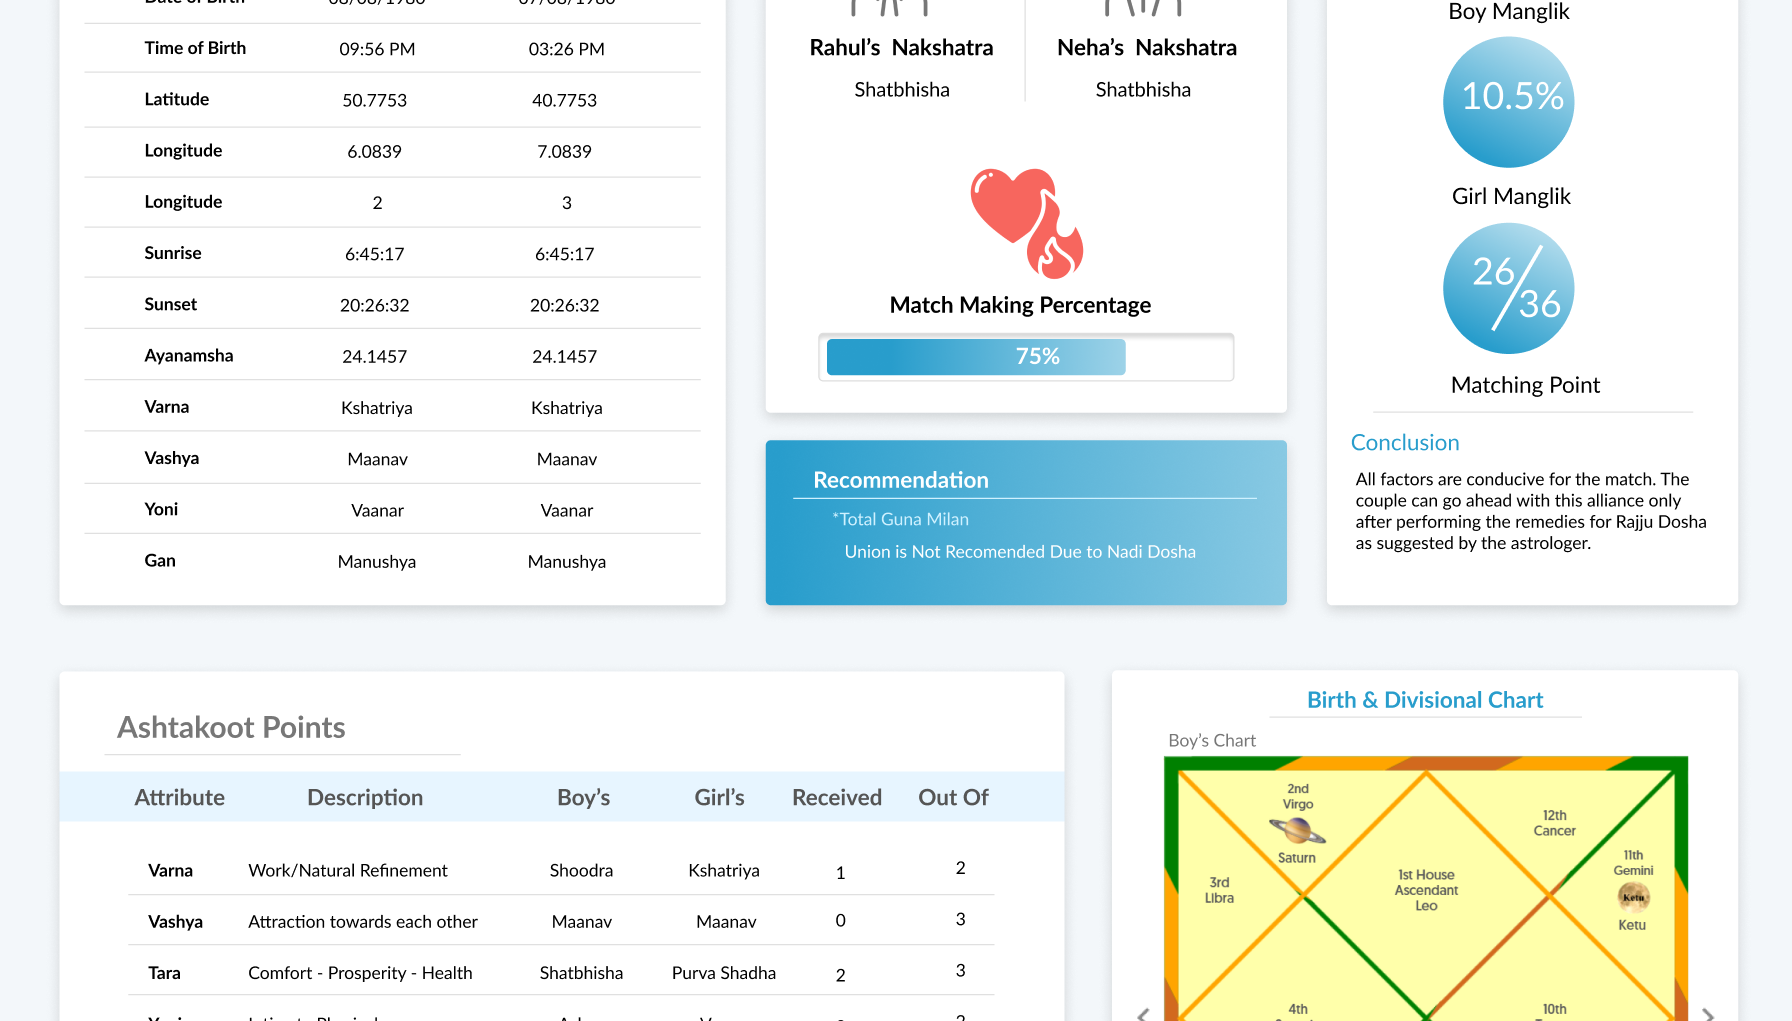 Date of Birth
Time of Birth 09:56 PM 03:26 PM
Latitude 50.7753 40.7753
Longitude 6.0839 7.0839
Longitude 2 3
Sunrise 6:45:17 6:45:17
Sunset 20:26:32 20:26:32
Ayanamsha 24.1457 24.1457
Varna Kshatriya Kshatriya
Vashya Maanav Maanav
Yoni Vaanar Vaanar
Gan Manushya Manushya
Rahul’s Nakshatra Neha’s Nakshatra
Shatbhisha Shatbhisha
Match Making Percentage
75%
Recommendation
*Total Guna Milan
Union is Not Recomended Due to Nadi Dosha
Boy Manglik
10.5%
Girl Manglik
26/36
Matching Point
Conclusion
All factors are conducive for the match. The
couple can go ahead with this alliance only
after performing the remedies for Rajju Dosha
as suggested by the astrologer.
Ashtakoot Points
Attribute Description Boy’s Girl’s Received Out Of
Varna Work/Natural Refinement Shoodra Kshatriya 1 2
Vashya Attraction towards each other Maanav Maanav 0 3
Tara Comfort - Prosperity - Health Shatbhisha Purva Shadha 2 3
Birth & Divisional Chart
Boy’s Chart
2nd
Virgo
Saturn
12th
Cancer
11th
Gemini
Ketu
Ketu
3rd
Libra
1st House
Ascendant
Leo
4th
10th